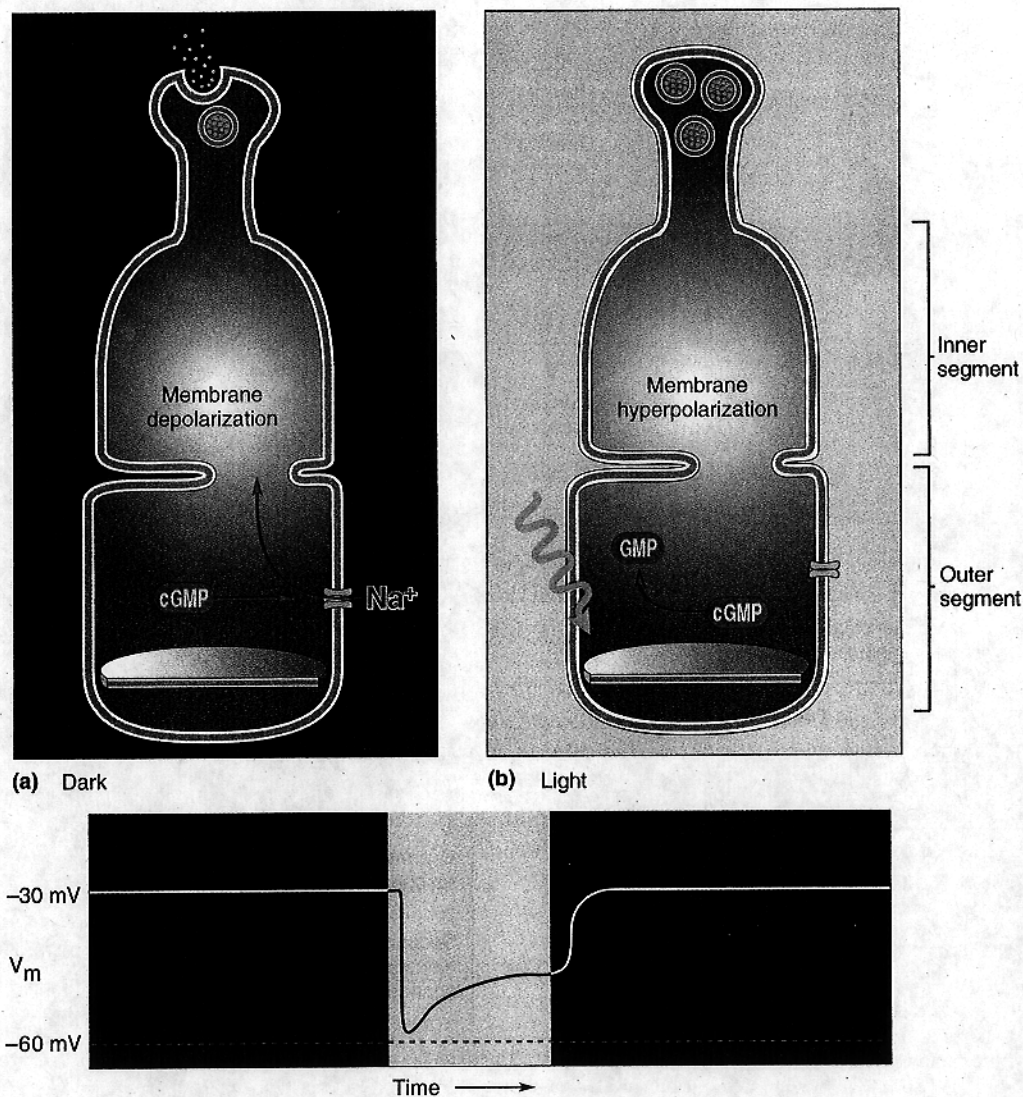 Membrane
depolarization
cGMP
Na⁺
Membrane
hyperpolarization
GMP
cGMP
Inner
segment
Outer
segment
(a) Dark
(b) Light
–30 mV
Vm
–60 mV
Time